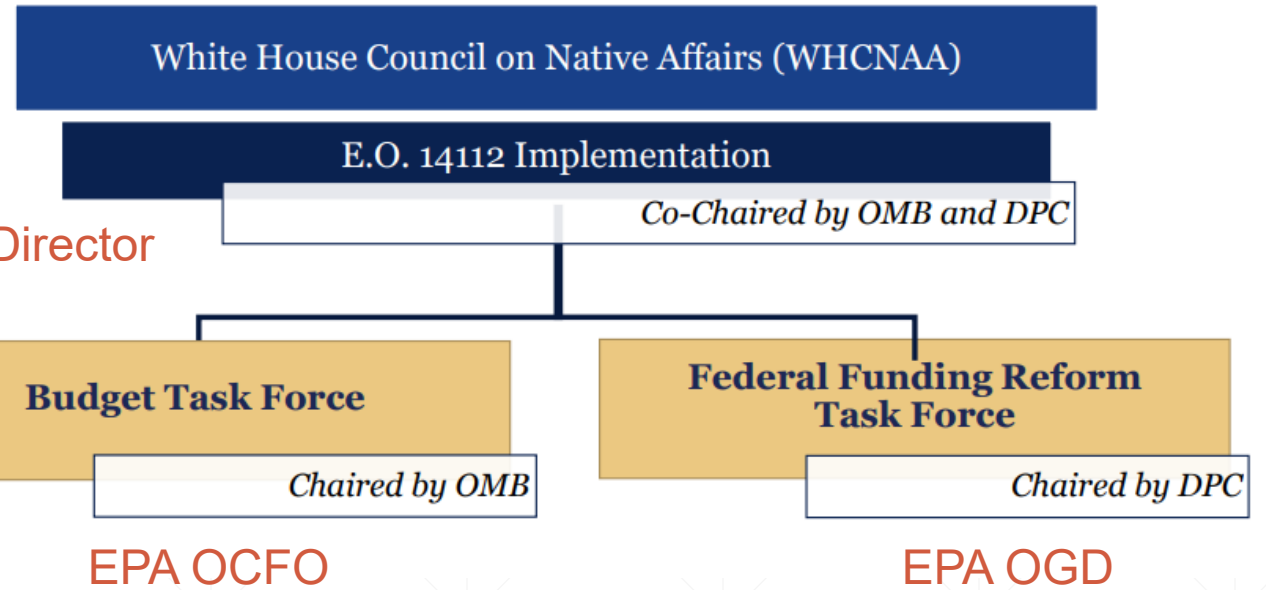 White House Council on Native Affairs (WHCNAA)
E.O. 14112 Implementation
Co-Chaired by OMB and DPC
Director
Budget Task Force
Chaired by OMB
Federal Funding Reform
Task Force
Chaired by DPC
EPA OCFO
EPA OGD